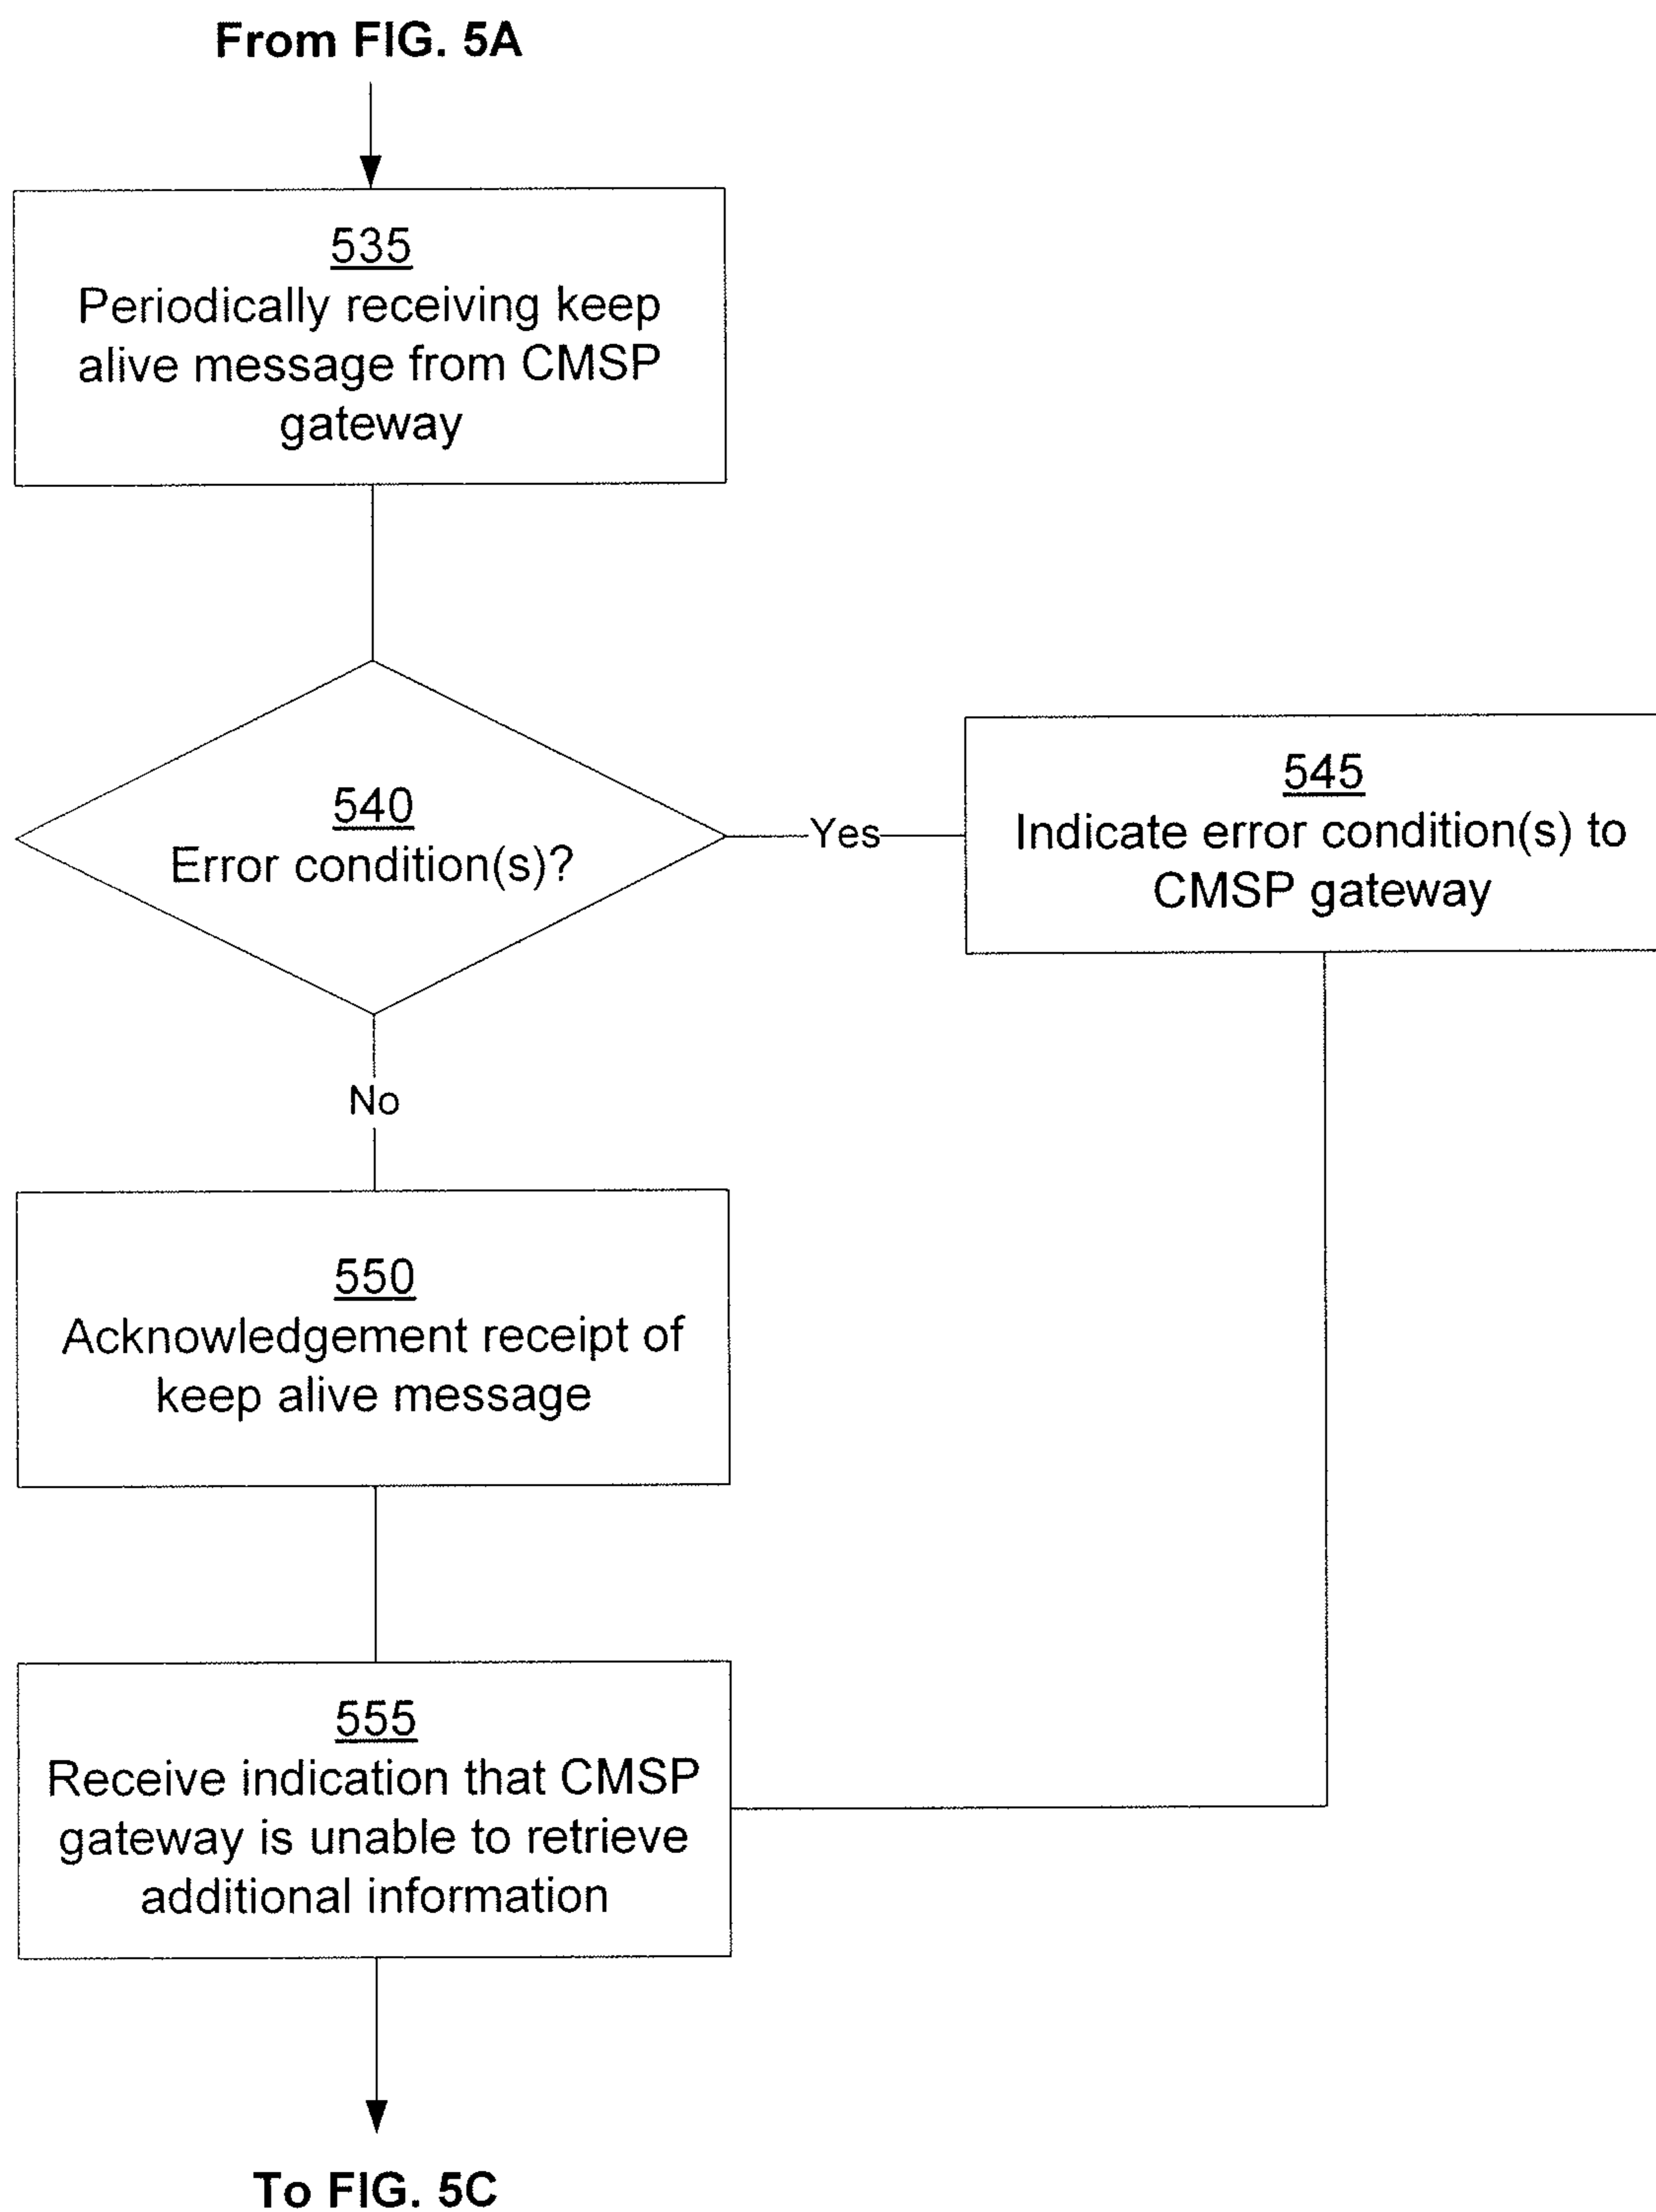 From FIG. 5A
535
Periodically receiving keep
alive message from CMSP
gateway
540
Error condition(s)?
Yes
545
Indicate error condition(s) to
CMSP gateway
No
550
Acknowledgement receipt of
keep alive message
555
Receive indication that CMSP
gateway is unable to retrieve
additional information
To FIG. 5C